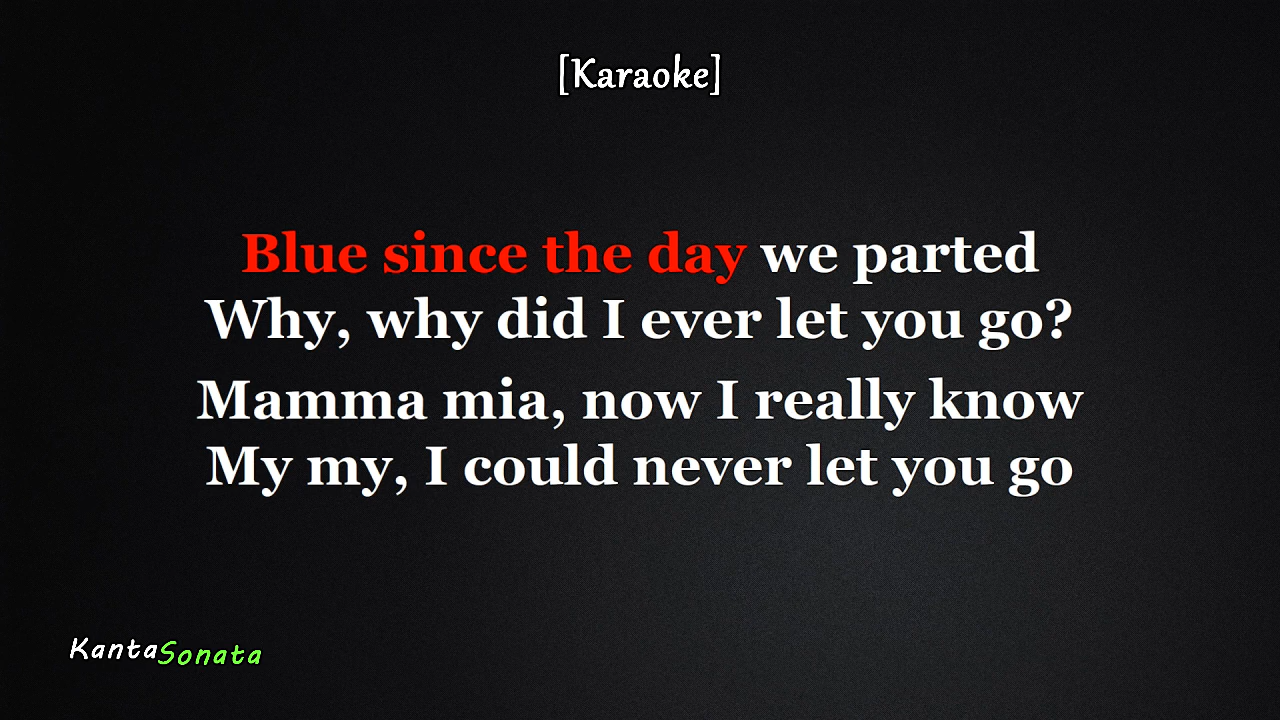 [Karaoke]
Blue since the day we parted
Why, why did I ever let you go?
Mamma mia, now I really know
My my, I could never let you go
KantaSonata